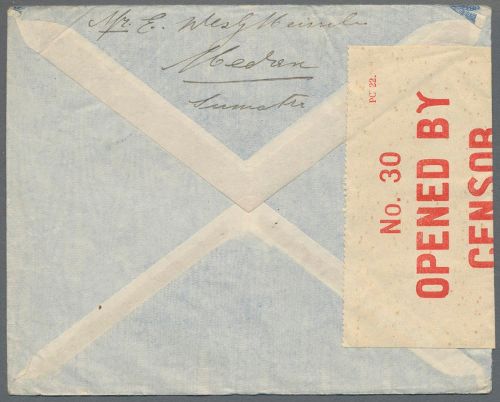 Mr. E.
Medan
Sumatra
PC 22.
No. 30
OPENED BY
CENSOR